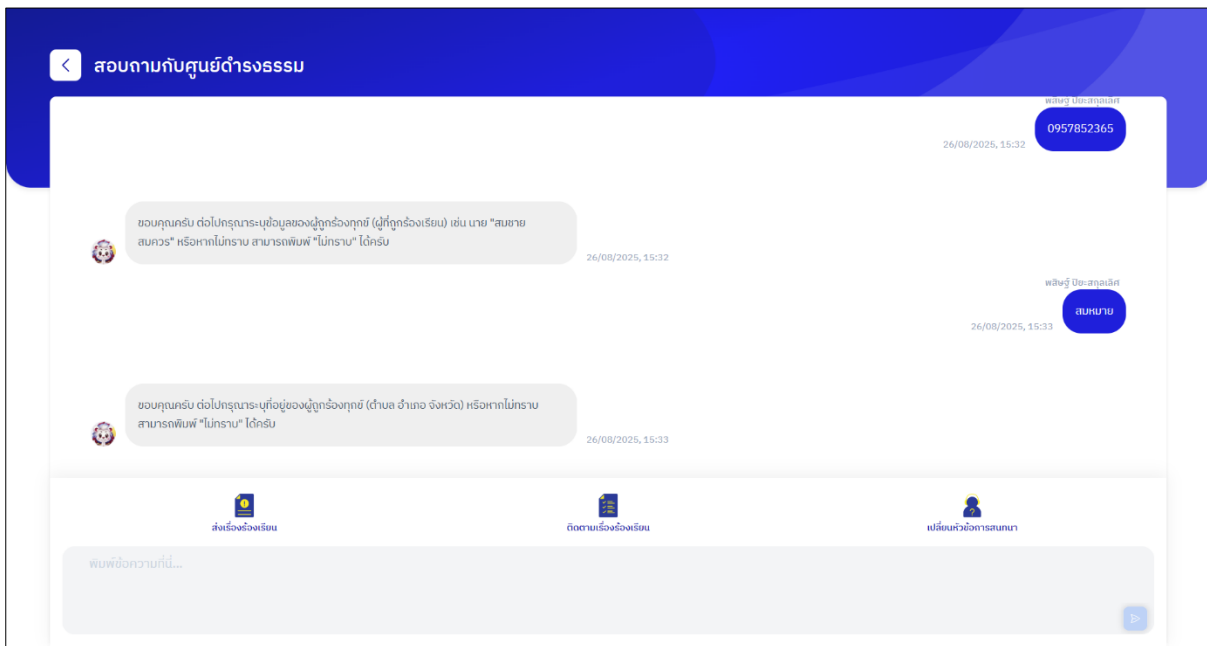 สอบถามกับศูนย์ดำรงธรรม
พสิษฐ์ ปิยะสกุลเลิศ
0957852365
26/08/2025, 15:32
ขอบคุณครับ ต่อไปกรุณาระบุข้อมูลของผู้ถูกร้องทุกข์ (ผู้ที่ถูกร้องเรียน) เช่น นาย "สมชาย
สมควร" หรือหากไม่ทราบ สามารถพิมพ์ "ไม่ทราบ" ได้ครับ
26/08/2025, 15:32
พสิษฐ์ ปิยะสกุลเลิศ
สมหมาย
26/08/2025, 15:33
ขอบคุณครับ ต่อไปกรุณาระบุที่อยู่ของผู้ถูกร้องทุกข์ (ตำบล อำเภอ จังหวัด) หรือหากไม่ทราบ
สามารถพิมพ์ "ไม่ทราบ" ได้ครับ
26/08/2025, 15:33
ส่งเรื่องร้องเรียน
ติดตามเรื่องร้องเรียน
เปลี่ยนหัวข้อการสนทนา
พิมพ์ข้อความที่นี่...